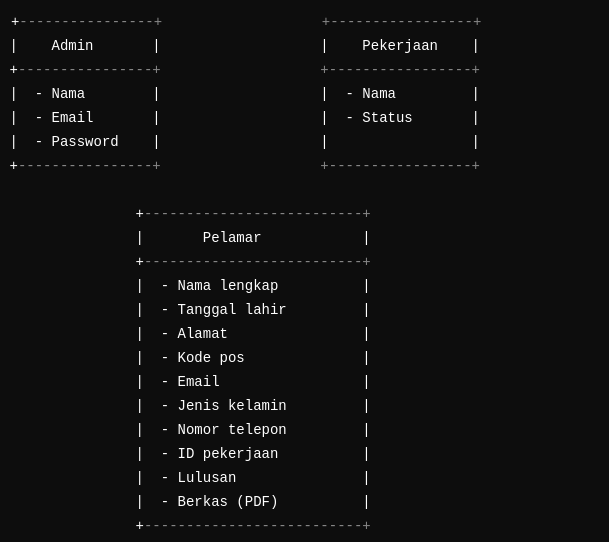 +----------------+                   +-----------------+
|    Admin       |                   |    Pekerjaan    |
+----------------+                   +-----------------+
|  - Nama        |                   |  - Nama         |
|  - Email       |                   |  - Status       |
|  - Password    |                   |                 |
+----------------+                   +-----------------+
+--------------------------+
|       Pelamar            |
+--------------------------+
|  - Nama lengkap          |
|  - Tanggal lahir         |
|  - Alamat                |
|  - Kode pos              |
|  - Email                 |
|  - Jenis kelamin         |
|  - Nomor telepon         |
|  - ID pekerjaan          |
|  - Lulusan               |
|  - Berkas (PDF)          |
+--------------------------+